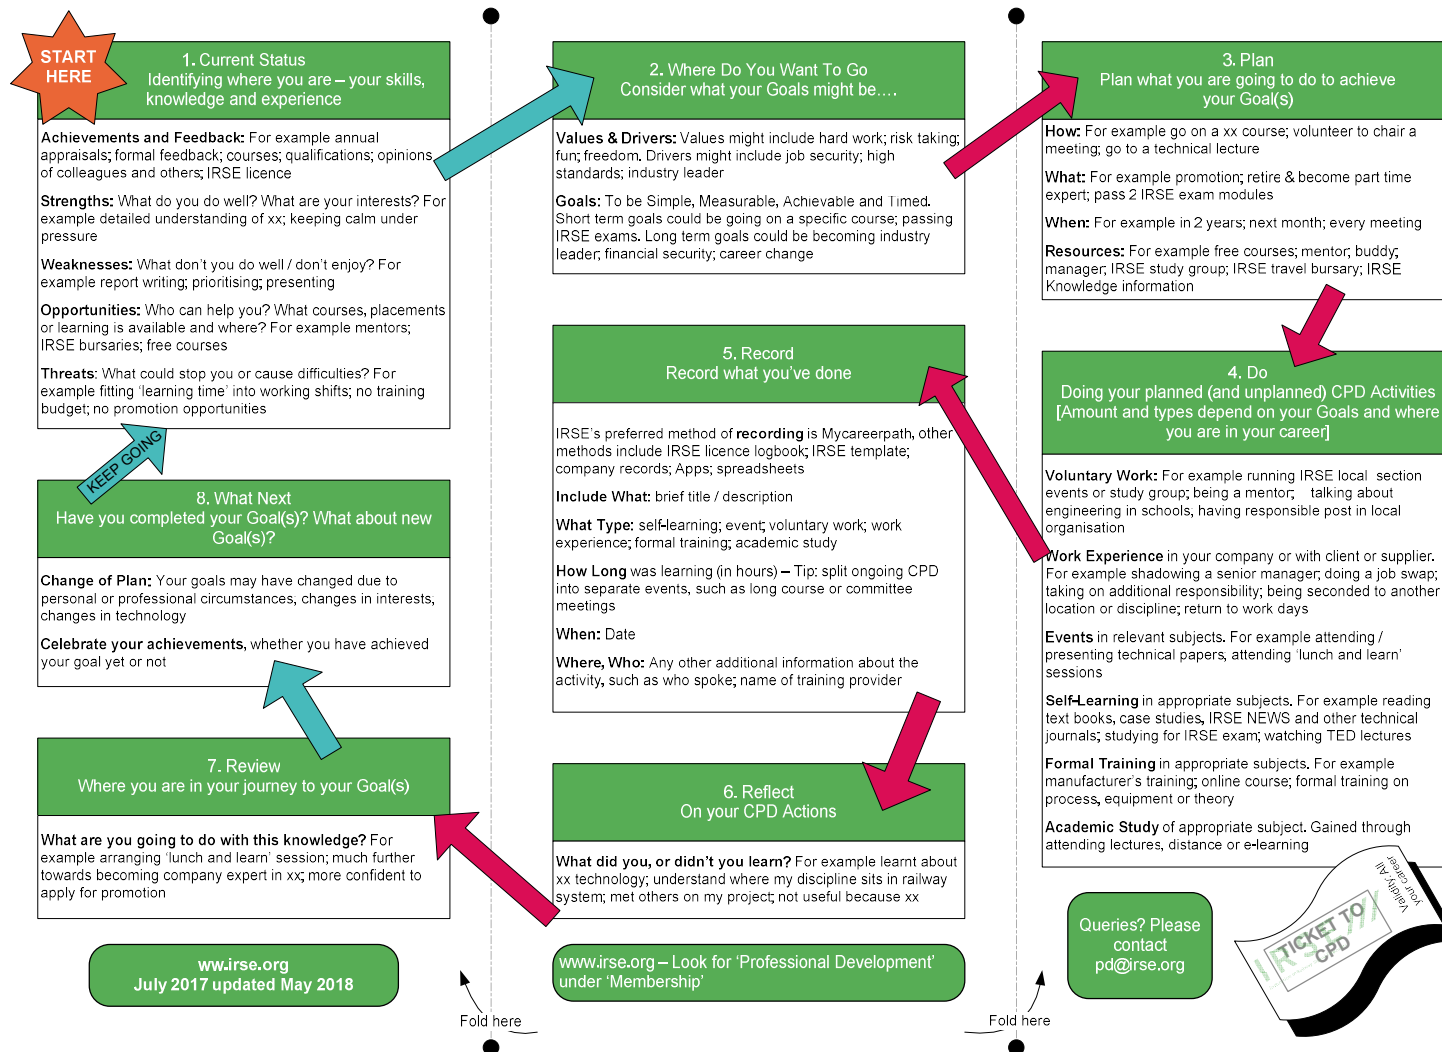 START
HERE
1. Current Status
Identifying where you are – your skills,
knowledge and experience
Achievements and Feedback: For example annual
appraisals; formal feedback; courses; qualifications; opinions
of colleagues and others; IRSE licence
Strengths: What do you do well? What are your interests? For
example detailed understanding of xx; keeping calm under
pressure
Weaknesses: What don't you do well / don't enjoy? For
example report writing; prioritising; presenting
Opportunities: Who can help you? What courses, placements
or learning is available and where? For example mentors;
IRSE bursaries; free courses
Threats: What could stop you or cause difficulties? For
example fitting 'learning time' into working shifts; no training
budget; no promotion opportunities
2. Where Do You Want To Go
Consider what your Goals might be....
Values & Drivers: Values might include hard work; risk taking;
fun; freedom. Drivers might include job security; high
standards; industry leader
Goals: To be Simple, Measurable, Achievable and Timed.
Short term goals could be going on a specific course; passing
IRSE exams. Long term goals could be becoming industry
leader; financial security; career change
3. Plan
Plan what you are going to do to achieve
your Goal(s)
How: For example go on a xx course; volunteer to chair a
meeting; go to a technical lecture
What: For example promotion; retire & become part time
expert; pass 2 IRSE exam modules
When: For example in 2 years; next month; every meeting
Resources: For example free courses; mentor; buddy;
manager; IRSE study group; IRSE travel bursary; IRSE
Knowledge information
4. Do
Doing your planned (and unplanned) CPD Activities
[Amount and types depend on your Goals and where
you are in your career]
Voluntary Work: For example running IRSE local section
events or study group; being a mentor; talking about
engineering in schools, having responsible post in local
organisation
Work Experience in your company or with client or supplier.
For example shadowing a senior manager; doing a job swap;
taking on additional responsibility; being seconded to another
location or discipline; return to work days
Events in relevant subjects. For example attending /
presenting technical papers, attending 'lunch and learn'
sessions
Self-Learning in appropriate subjects. For example reading
text books, case studies, IRSE NEWS and other technical
journals; studying for IRSE exam; watching TED lectures
Formal Training in appropriate subjects. For example
manufacturer's training; online course; formal training on
process, equipment or theory
Academic Study of appropriate subject. Gained through
attending lectures, distance or e-learning
5. Record
Record what you've done
IRSE's preferred method of recording is Mycareerpath, other
methods include IRSE licence logbook; IRSE template;
company records; Apps; spreadsheets
Include What: brief title / description
What Type: self-learning; event; voluntary work; work
experience; formal training; academic study
How Long was learning (in hours) – Tip: split ongoing CPD
into separate events, such as long course or committee
meetings
When: Date
Where, Who: Any other additional information about the
activity, such as who spoke; name of training provider
6. Reflect
On your CPD Actions
What did you, or didn't you learn? For example learnt about
xx technology; understand where my discipline sits in railway
system; met others on my project; not useful because xx
7. Review
Where you are in your journey to your Goal(s)
What are you going to do with this knowledge? For
example arranging 'lunch and learn' session; much further
towards becoming company expert in xx; more confident to
apply for promotion
KEEP GOING
8. What Next
Have you completed your Goal(s)? What about new
Goal(s)?
Change of Plan: Your goals may have changed due to
personal or professional circumstances; changes in interests,
changes in technology
Celebrate your achievements, whether you have achieved
your goal yet or not
ww.irse.org
July 2017 updated May 2018
www.irse.org – Look for 'Professional Development'
under 'Membership'
Queries? Please
contact
pd@irse.org
Fold here
Fold here
Validity: All
your career
IRSE
TICKET TO
CPD